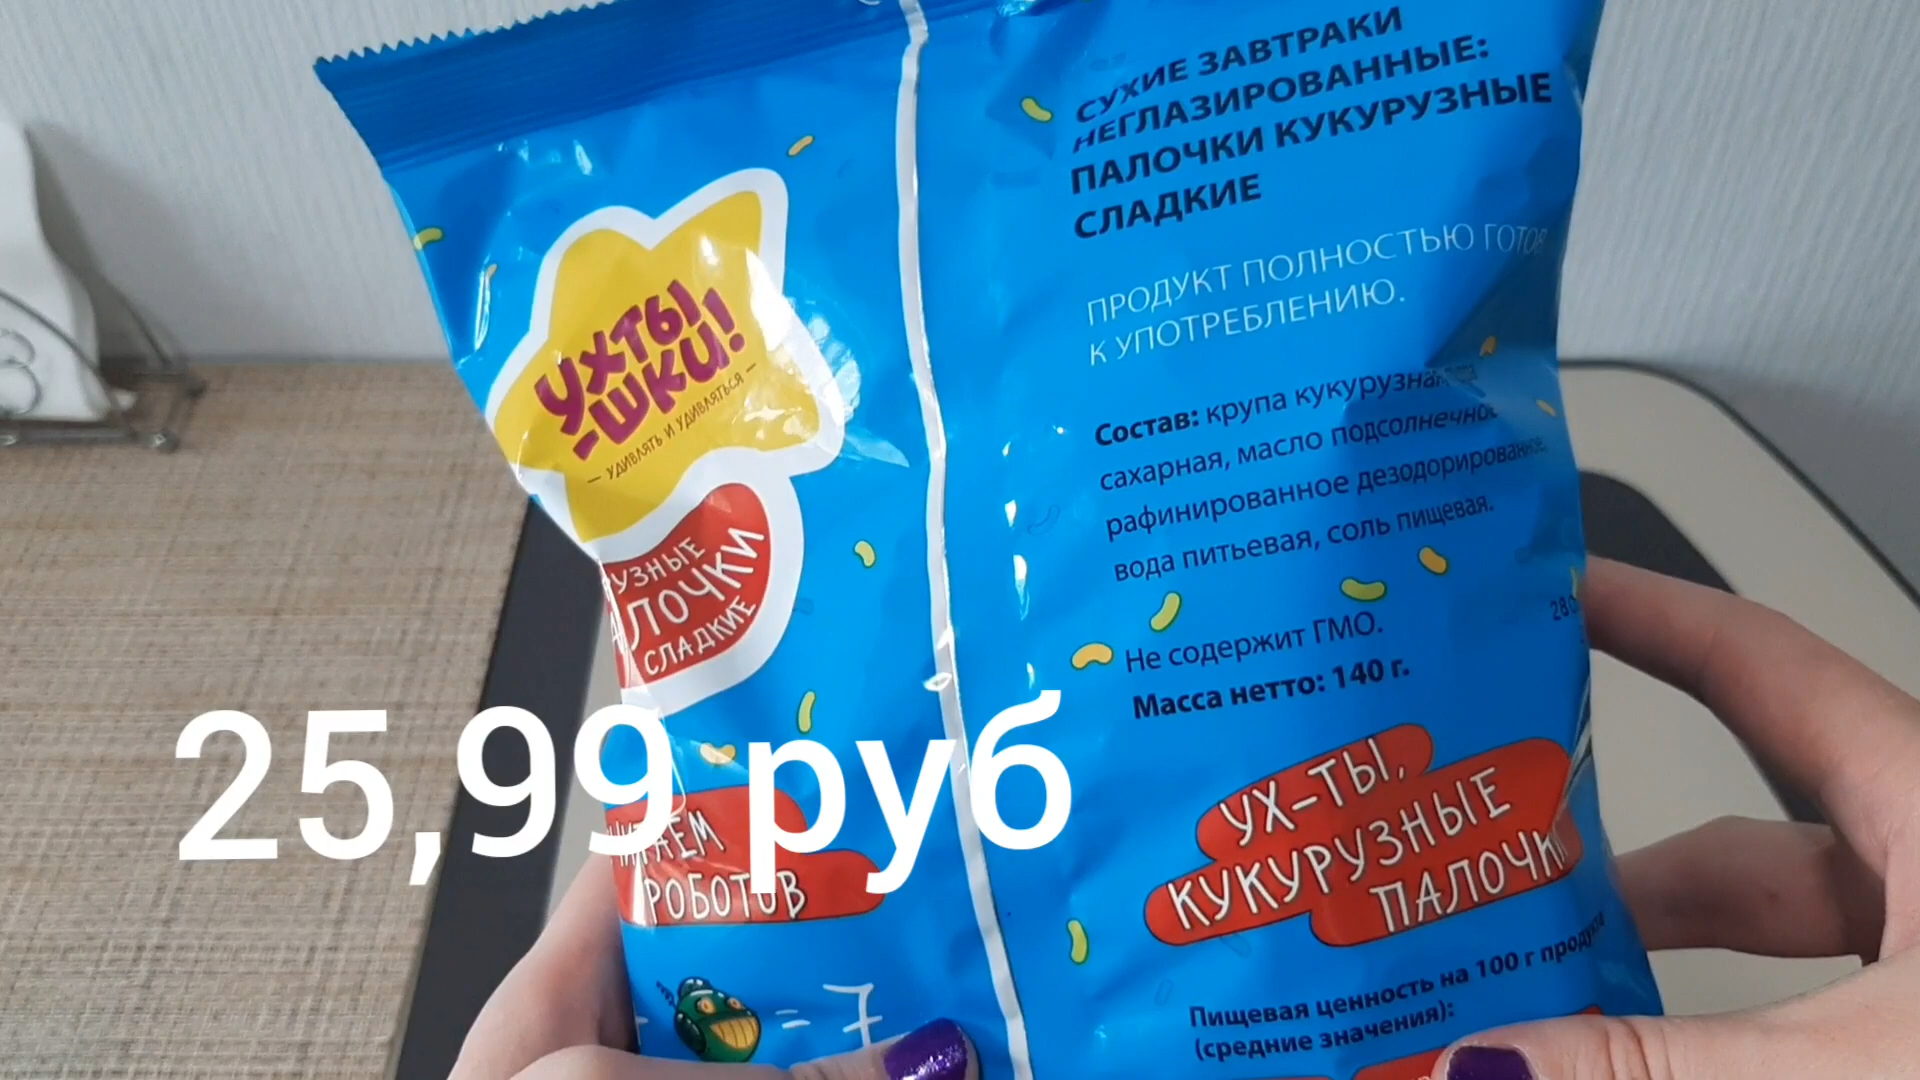 УХТЫ
-ШКИ!
— УДИВЛЯТЬ И УДИВЛЯТЬСЯ —
ПАЛОЧКИ
СЛАДКИЕ
РОБОТОВ
= 7
СУХИЕ ЗАВТРАКИ
НЕГЛАЗИРОВАННЫЕ:
ПАЛОЧКИ КУКУРУЗНЫЕ
СЛАДКИЕ
ПРОДУКТ ПОЛНОСТЬЮ
К УПОТРЕБЛЕНИЮ.
Состав: крупа
сахарная, масло
рафинированное дезодорированное,
вода питьевая, соль пищевая.
Не содержит ГМО.
Масса нетто: 140 г.
УХ-ТЫ,
КУКУРУЗНЫЕ
ПАЛОЧКИ
Пищевая ценность на 100 г продукта
(средние значения):
25,99 руб